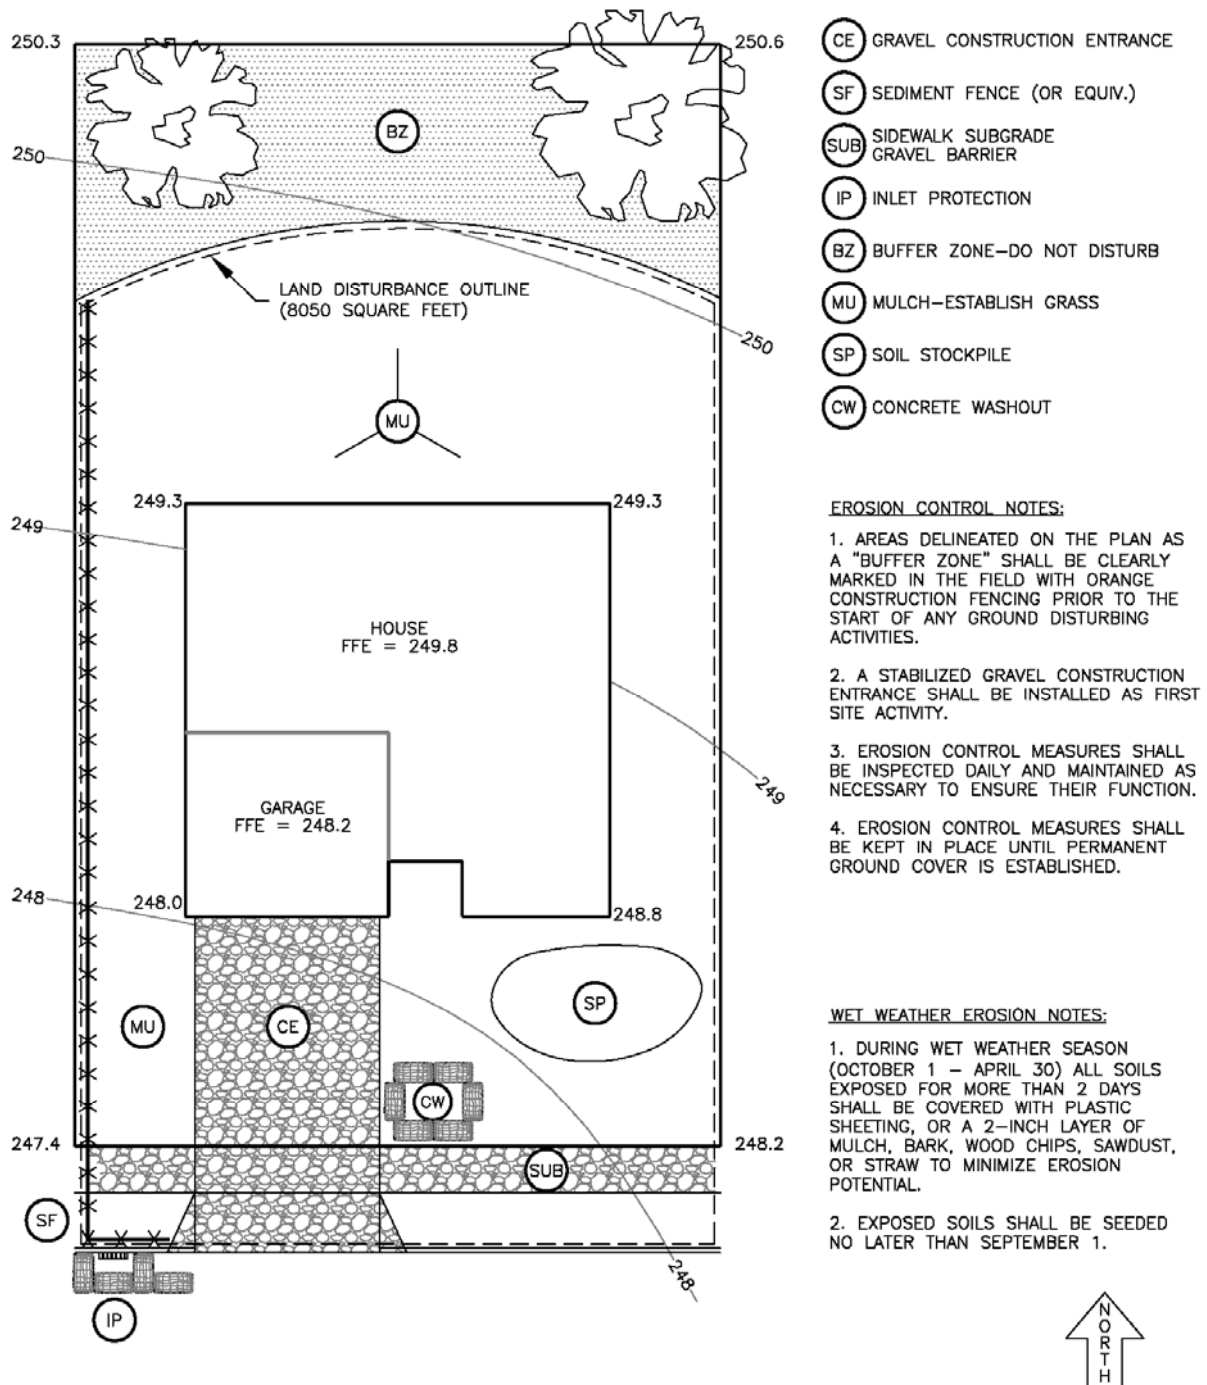 250.3
250.6
BZ
250
LAND DISTURBANCE OUTLINE
(8050 SQUARE FEET)
250
MU
249.3
249.3
249
HOUSE
FFE = 249.8
249
GARAGE
FFE = 248.2
248
248.0
248.8
SP
MU
CE
CW
247.4
248.2
SUB
SF
248
IP
CE GRAVEL CONSTRUCTION ENTRANCE
SF SEDIMENT FENCE (OR EQUIV.)
SUB SIDEWALK SUBGRADE
GRAVEL BARRIER
IP INLET PROTECTION
BZ BUFFER ZONE-DO NOT DISTURB
MU MULCH-ESTABLISH GRASS
SP SOIL STOCKPILE
CW CONCRETE WASHOUT
EROSION CONTROL NOTES:
1. AREAS DELINEATED ON THE PLAN AS
A "BUFFER ZONE" SHALL BE CLEARLY
MARKED IN THE FIELD WITH ORANGE
CONSTRUCTION FENCING PRIOR TO THE
START OF ANY GROUND DISTURBING
ACTIVITIES.
2. A STABILIZED GRAVEL CONSTRUCTION
ENTRANCE SHALL BE INSTALLED AS FIRST
SITE ACTIVITY.
3. EROSION CONTROL MEASURES SHALL
BE INSPECTED DAILY AND MAINTAINED AS
NECESSARY TO ENSURE THEIR FUNCTION.
4. EROSION CONTROL MEASURES SHALL
BE KEPT IN PLACE UNTIL PERMANENT
GROUND COVER IS ESTABLISHED.
WET WEATHER EROSION NOTES:
1. DURING WET WEATHER SEASON
(OCTOBER 1 - APRIL 30) ALL SOILS
EXPOSED FOR MORE THAN 2 DAYS
SHALL BE COVERED WITH PLASTIC
SHEETING, OR A 2-INCH LAYER OF
MULCH, BARK, WOOD CHIPS, SAWDUST,
OR STRAW TO MINIMIZE EROSION
POTENTIAL.
2. EXPOSED SOILS SHALL BE SEEDED
NO LATER THAN SEPTEMBER 1.
NORTH